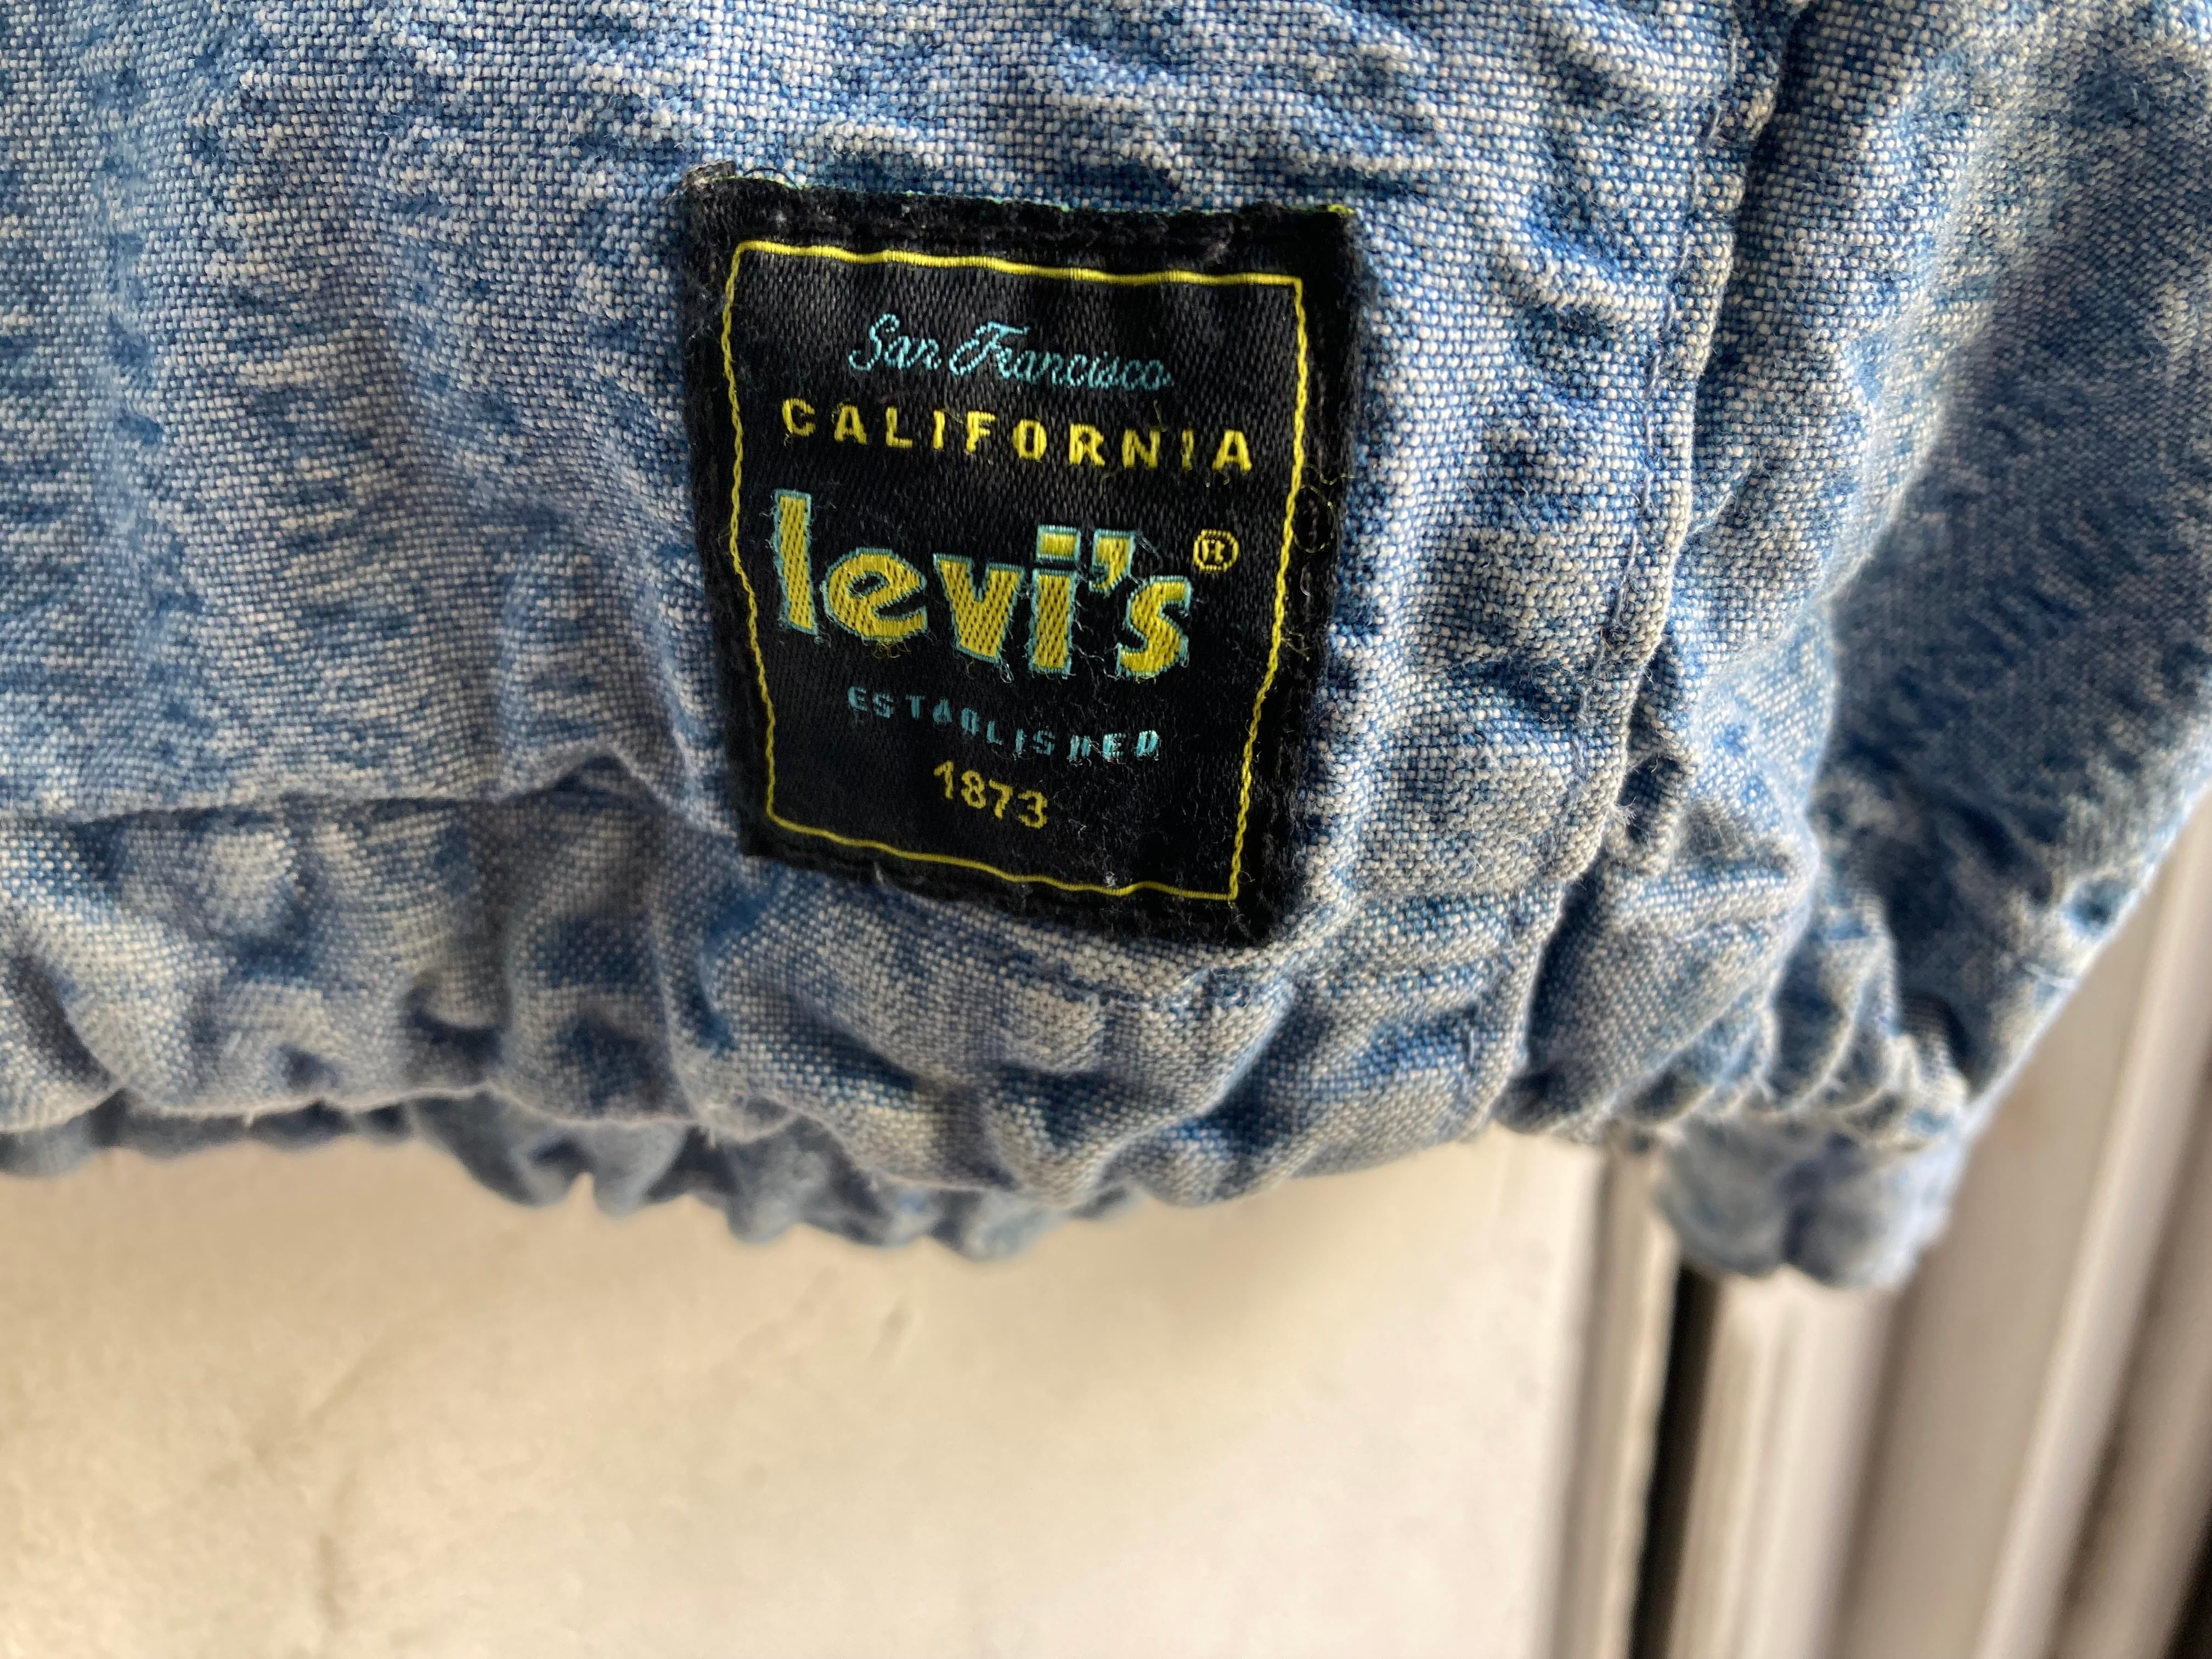 San Francisco
CALIFORNIA
levi's®
ESTABLISHED
1873